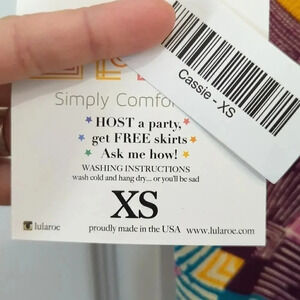 Cassie - XS
Simply Comfor
HOST a party,
get FREE skirts
Ask me how!
WASHING INSTRUCTIONS
wash cold and hang dry... or you'll be sad
XS
proudly made in the USA
lularoe
www.lularoe.com